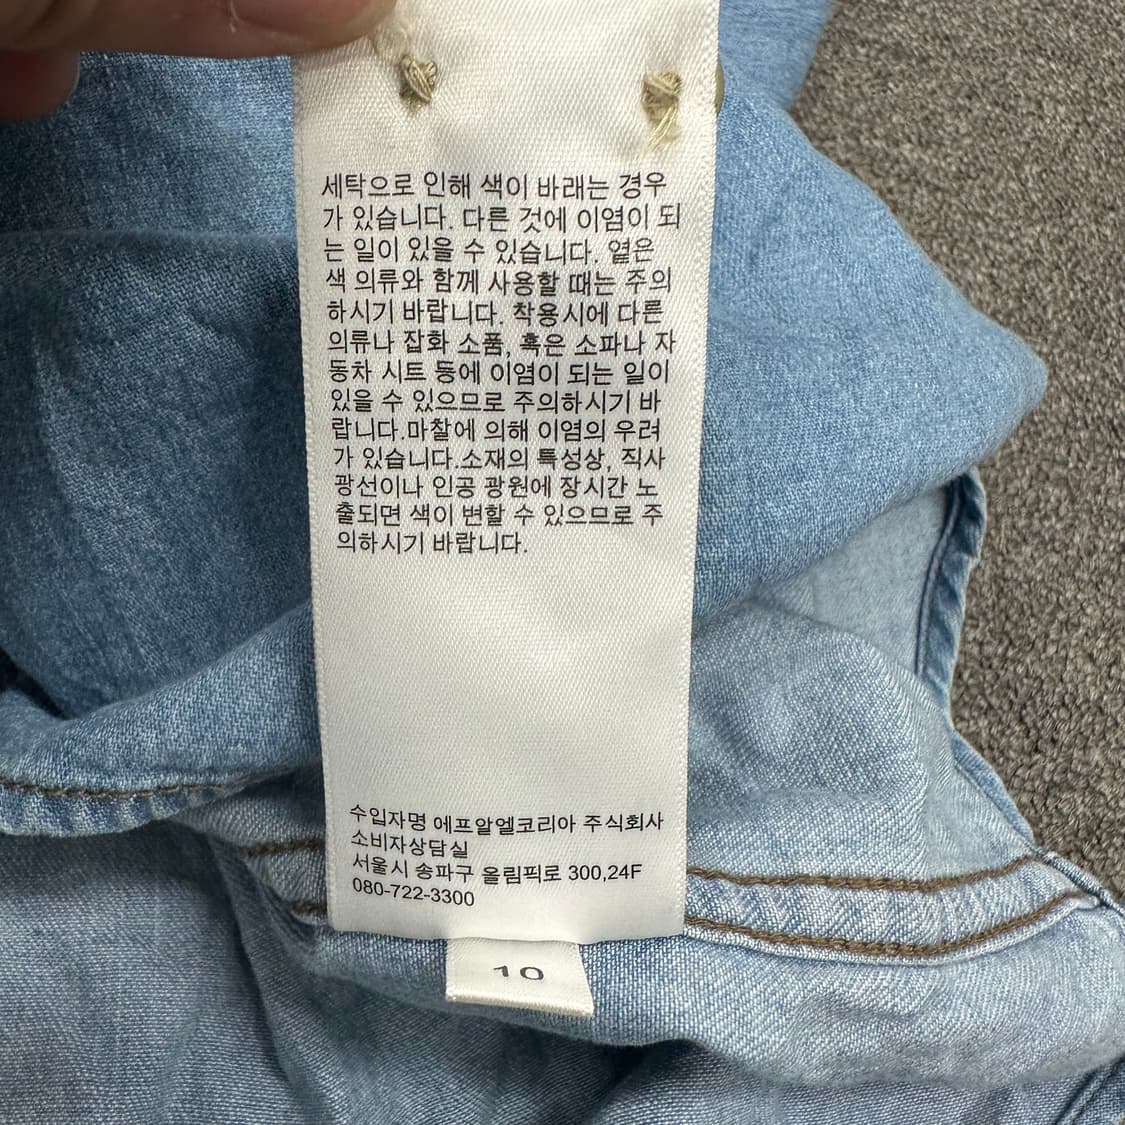 세탁으로 인해 색이 바래는 경우
가 있습니다. 다른 것에 이염이 되
는 일이 있을 수 있습니다. 옅은
색 의류와 함께 사용할 때는 주의
하시기 바랍니다. 착용시에 다른
의류나 잡화 소품, 혹은 소파나 자
동차 시트 등에 이염이 되는 일이
있을 수 있으므로 주의하시기 바
랍니다.마찰에 의해 이염의 우려
가 있습니다.소재의 특성상, 직사
광선이나 인공 광원에 장시간 노
출되면 색이 변할 수 있으므로 주
의하시기 바랍니다.
수입자명 에프알엘코리아 주식회사
소비자상담실
서울시 송파구 올림픽로 300,24F
080-722-3300
10